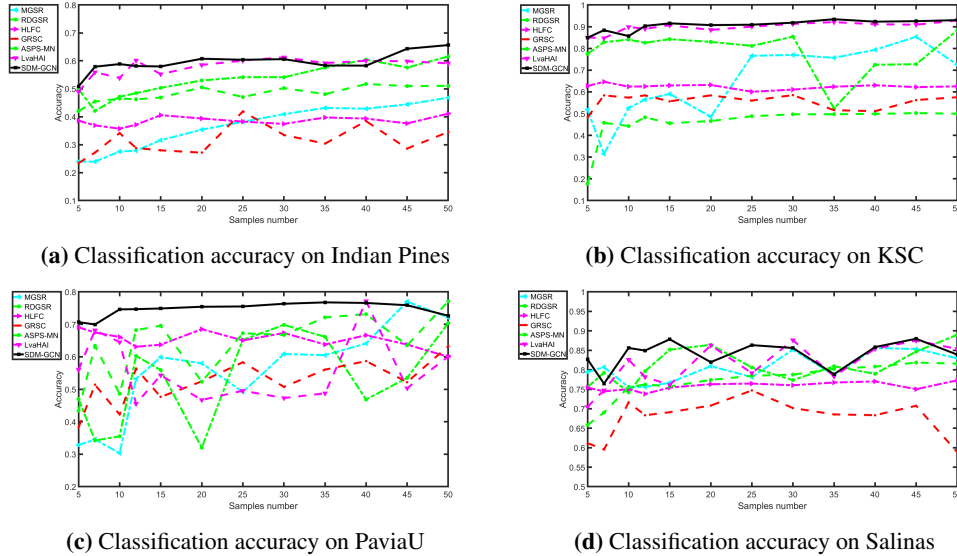 MGSR
RDGSR
HLFC
GRSC
ASPS-MN
LvaHAI
SDM-GCN
Accuracy
0.8
0.7
0.6
0.5
0.4
0.3
0.2
0.1
5 10 15 20 25 30 35 40 45 50
Samples number
(a) Classification accuracy on Indian Pines
MGSR
RDGSR
HLFC
GRSC
ASPS-MN
LvaHAI
SDM-GCN
Accuracy
1
0.9
0.8
0.7
0.6
0.5
0.4
0.3
0.2
0.1
5 10 15 20 25 30 35 40 45 50
Samples number
(b) Classification accuracy on KSC
MGSR
RDGSR
HLFC
GRSC
ASPS-MN
LvaHAI
SDM-GCN
Accuracy
0.8
0.7
0.6
0.5
0.4
0.3
0.2
5 10 15 20 25 30 35 40 45 50
Samples number
(c) Classification accuracy on PaviaU
MGSR
RDGSR
HLFC
GRSC
ASPS-MN
LvaHAI
SDM-GCN
Accuracy
1
0.95
0.9
0.85
0.8
0.75
0.7
0.65
0.6
0.55
0.5
5 10 15 20 25 30 35 40 45 50
Samples number
(d) Classification accuracy on Salinas